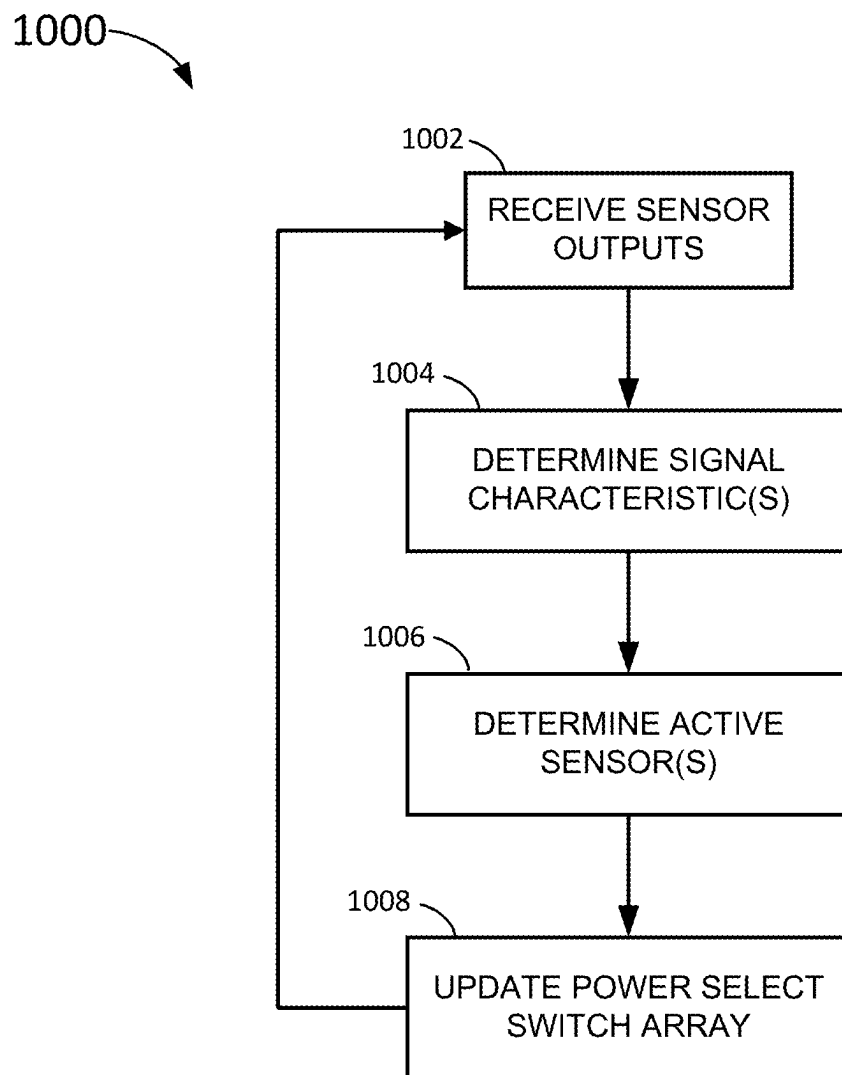 1000
1002
RECEIVE SENSOR
OUTPUTS
1004
DETERMINE SIGNAL
CHARACTERISTIC(S)
1006
DETERMINE ACTIVE
SENSOR(S)
1008
UPDATE POWER SELECT
SWITCH ARRAY